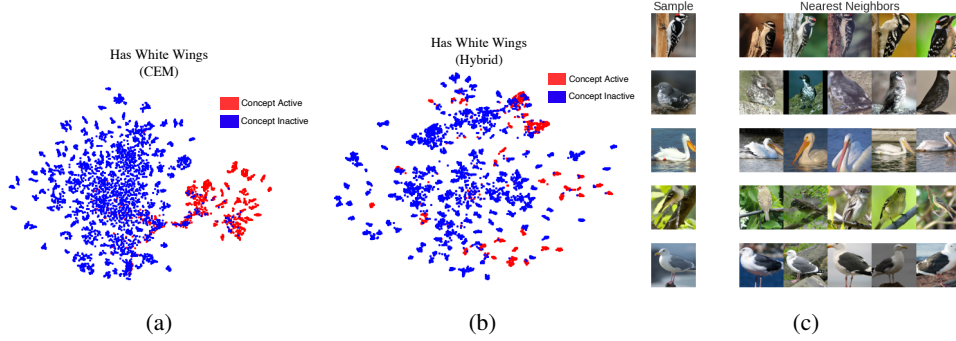 Has White Wings
(CEM)
Concept Active
Concept Inactive
(a)
Has White Wings
(Hybrid)
Concept Active
Concept Inactive
(b)
Sample
Nearest Neighbors
(c)